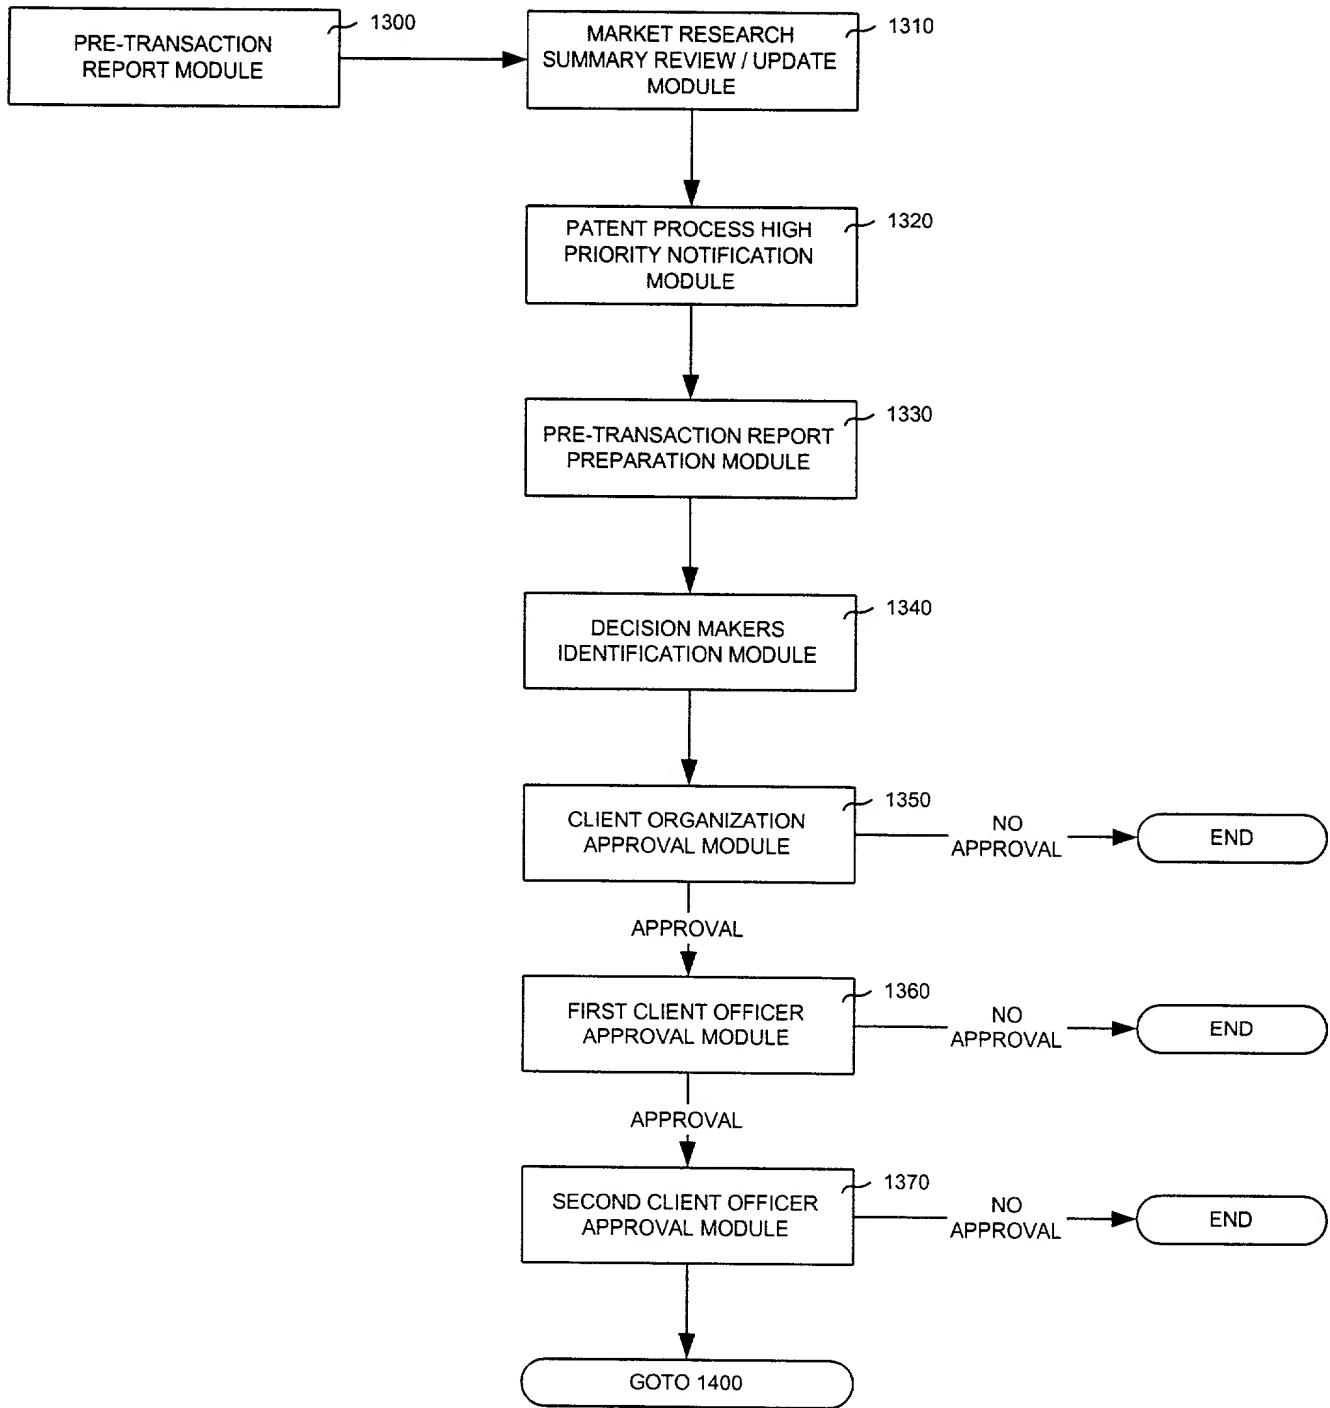 PRE-TRANSACTION
REPORT MODULE
1300
MARKET RESEARCH
SUMMARY REVIEW / UPDATE
MODULE
1310
PATENT PROCESS HIGH
PRIORITY NOTIFICATION
MODULE
1320
PRE-TRANSACTION REPORT
PREPARATION MODULE
1330
DECISION MAKERS
IDENTIFICATION MODULE
1340
CLIENT ORGANIZATION
APPROVAL MODULE
1350
NO
APPROVAL
END
APPROVAL
FIRST CLIENT OFFICER
APPROVAL MODULE
1360
NO
APPROVAL
END
APPROVAL
SECOND CLIENT OFFICER
APPROVAL MODULE
1370
NO
APPROVAL
END
GOTO 1400